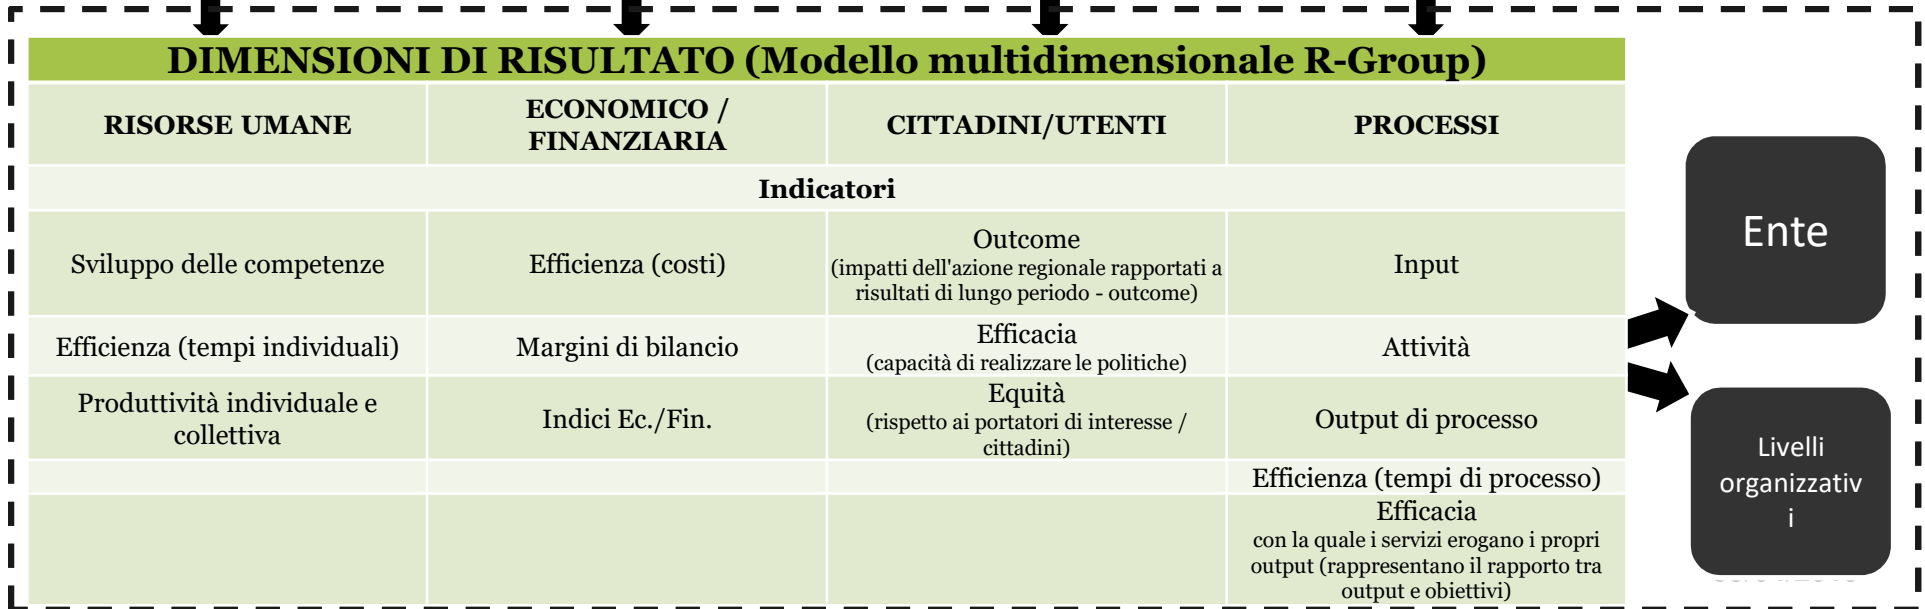 DIMENSIONI DI RISULTATO (Modello multidimensionale R-Group)
RISORSE UMANE
ECONOMICO /
FINANZIARIA
CITTADINI/UTENTI
PROCESSI
Indicatori
Sviluppo delle competenze
Efficienza (costi)
Outcome
(impatti dell'azione regionale rapportati a
risultati di lungo periodo - outcome)
Input
Efficienza (tempi individuali)
Margini di bilancio
Efficacia
(capacità di realizzare le politiche)
Attività
Produttività individuale e
collettiva
Indici Ec./Fin.
Equità
(rispetto ai portatori di interesse /
cittadini)
Output di processo
Efficienza (tempi di processo)
Efficacia
con la quale i servizi erogano i propri
output (rappresentano il rapporto tra
output e obiettivi)
Ente
Livelli
organizzativ
i